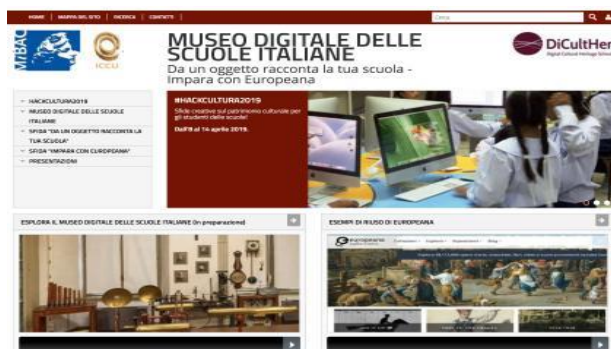 HOME | MAPPA DEL SITO | RICERCA | CONTATTI |
Cerca
MiBAC
ICCU
MUSEO DIGITALE DELLE
SCUOLE ITALIANE
Da un oggetto racconta la tua scuola -
Impara con Europeana
DiCultHer
Digital Cultural Heritage School
HACKCULTURA2019
MUSEO DIGITALE DELLE SCUOLE
ITALIANE
SFIDA "DA UN OGGETTO RACCONTA LA
TUA SCUOLA"
SFIDA "IMPARA CON EUROPEANA"
PRESENTAZIONI
#HACKCULTURA2019
Sfide creative sul patrimonio culturale per
gli studenti delle scuole!
Dall'8 al 14 aprile 2019.
ESPLORA IL MUSEO DIGITALE DELLE SCUOLE ITALIANE (in preparazione)
ESEMPI DI RIUSO DI EUROPEANA
europeana